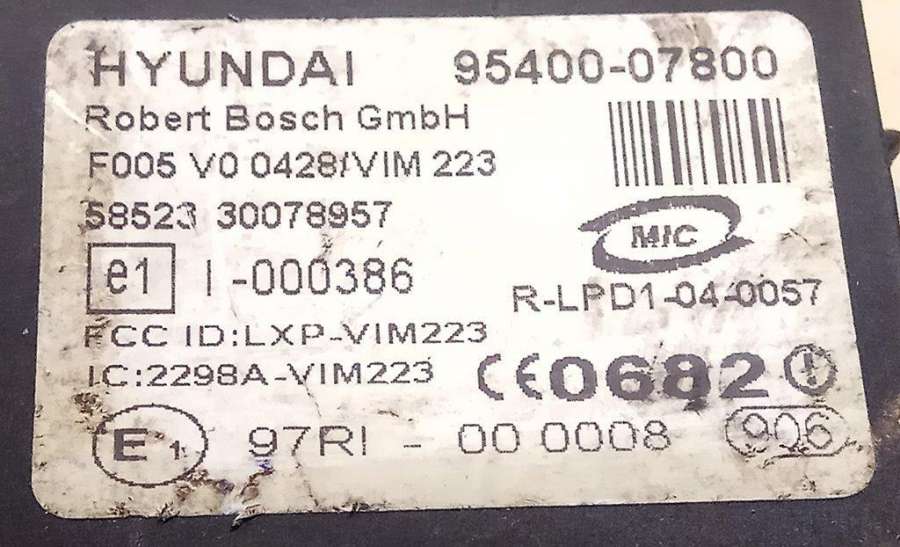 HYUNDAI 95400-07800
Robert Bosch GmbH
F005 V0 0428/VIM 223
58523 30078957
MIC
e1 I-000386
R-LPD1-04-0057
FCC ID:LXP-VIM223
IC:2298A-VIM223
CE0682
E1 97RI - 00 0008 906